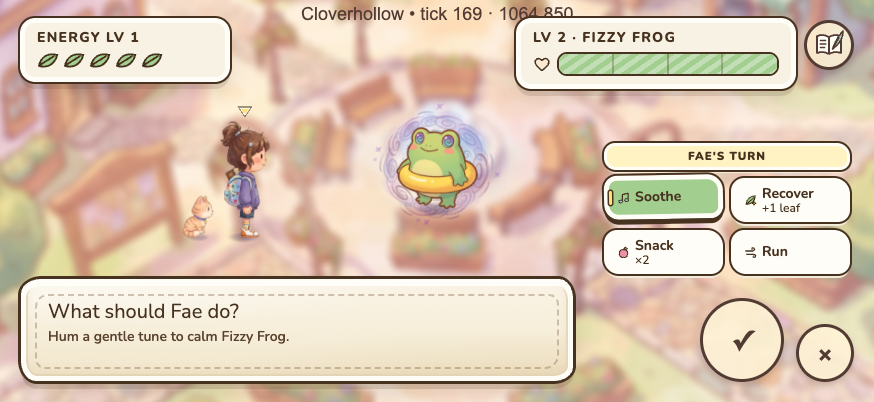 Cloverhollow • tick 169 · 1064,850
ENERGY LV 1
LV 2 · FIZZY FROG
FAE'S TURN
Soothe
Recover
+1 leaf
Snack
×2
Run
What should Fae do?
Hum a gentle tune to calm Fizzy Frog.